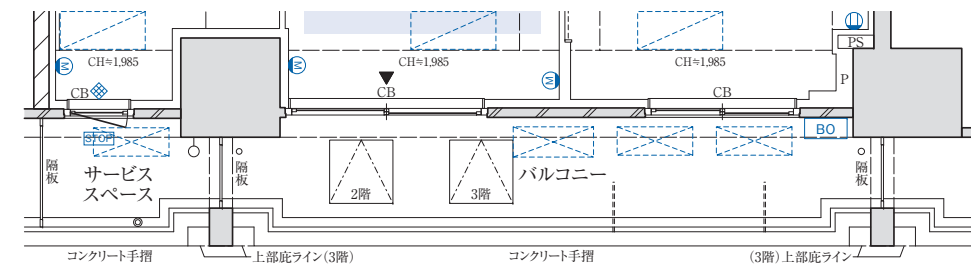 PS
CH≒1,985
CH≒1,985
CH≒1,985
M
M
M
P
CB
CB
CB
STOP
BO
隔板
サービス
スペース
隔板
2階
3階
バルコニー
隔板
コンクリート手摺
上部庇ライン(3階)
コンクリート手摺
(3階)上部庇ライン